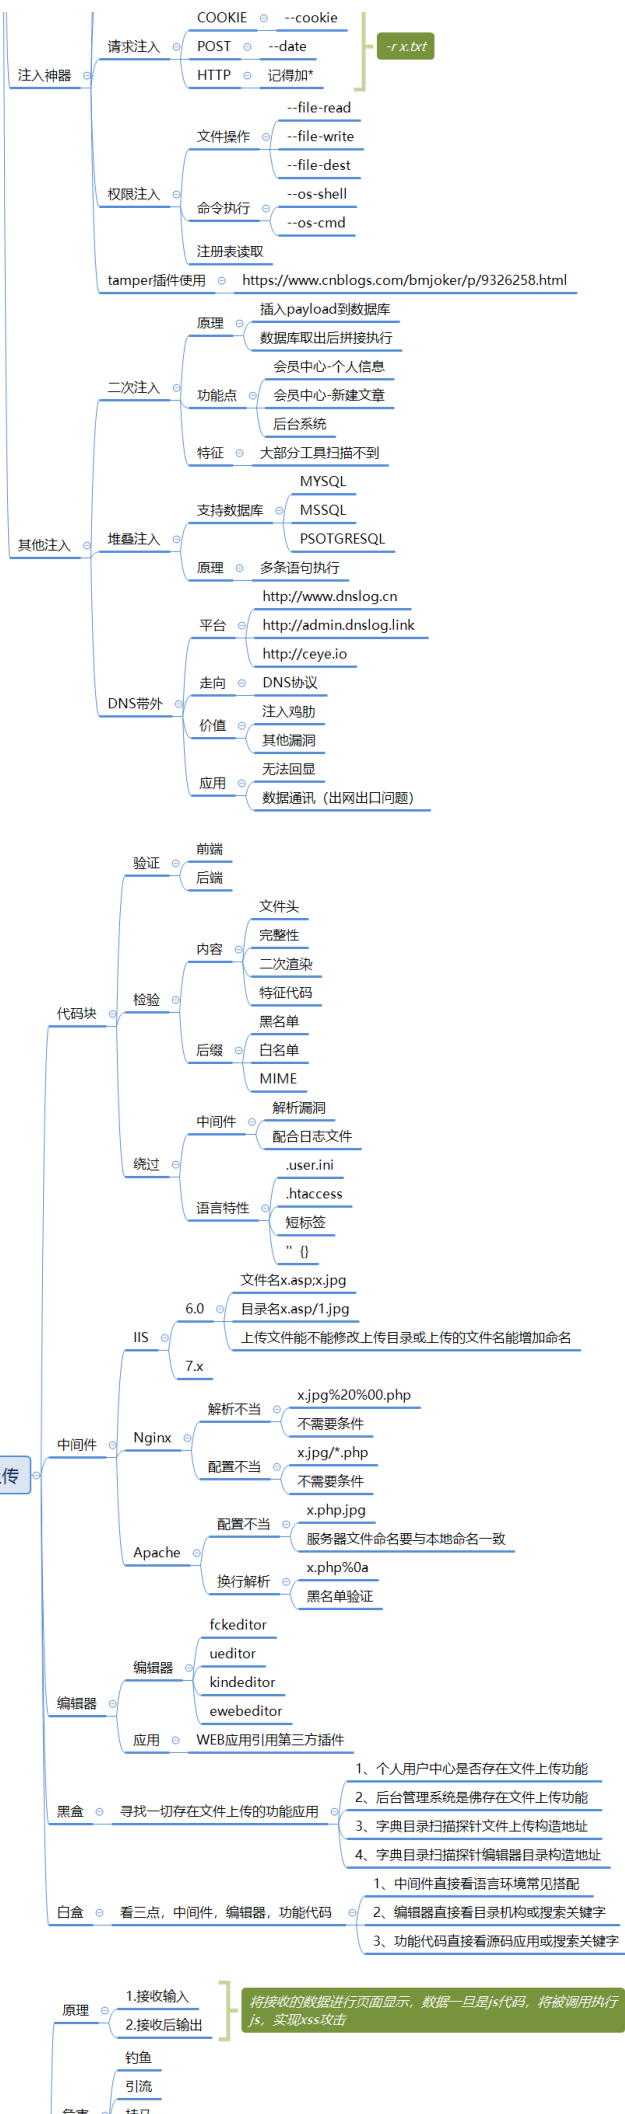 COOKIE
--cookie
请求注入
POST
--date
-r x.txt
注入神器
HTTP
记得加*
--file-read
文件操作
--file-write
--file-dest
权限注入
--os-shell
命令执行
--os-cmd
注册表读取
tamper插件使用
https://www.cnblogs.com/bmjoker/p/9326258.html
插入payload到数据库
原理
数据库取出后拼接执行
会员中心-个人信息
二次注入
功能点
会员中心-新建文章
后台系统
特征
大部分工具扫描不到
MYSQL
支持数据库
MSSQL
其他注入
堆叠注入
PSOTGRESQL
原理
多条语句执行
http://www.dnslog.cn
平台
http://admin.dnslog.link
http://ceye.io
走向
DNS协议
DNS带外
注入鸡肋
价值
其他漏洞
无法回显
应用
数据通讯（出网出口问题）
前端
验证
后端
文件头
内容
完整性
二次渲染
特征代码
代码块
检验
黑名单
后缀
白名单
MIME
中间件
解析漏洞
配合日志文件
绕过
.user.ini
语言特性
.htaccess
短标签
'' {}
文件名x.asp;x.jpg
6.0
目录名x.asp/1.jpg
IIS
上传文件能不能修改上传目录或上传的文件名能增加命名
7.x
x.jpg%20%00.php
解析不当
不需要条件
中间件
Nginx
x.jpg/*.php
配置不当
不需要条件
传
x.php.jpg
配置不当
服务器文件命名要与本地命名一致
Apache
x.php%0a
换行解析
黑名单验证
fckeditor
ueditor
编辑器
kindeditor
编辑器
ewebeditor
应用
WEB应用引用第三方插件
1、个人用户中心是否存在文件上传功能
2、后台管理系统是佛存在文件上传功能
黑盒
寻找一切存在文件上传的功能应用
3、字典目录扫描探针文件上传构造地址
4、字典目录扫描探针编辑器目录构造地址
1、中间件直接看语言环境常见搭配
白盒
看三点，中间件，编辑器，功能代码
2、编辑器直接看目录机构或搜索关键字
3、功能代码直接看源码应用或搜索关键字
1.接收输入
原理
2.接收后输出
将接收的数据进行页面显示，数据一旦是js代码，将被调用执行
js，实现xss攻击
钓鱼
引流